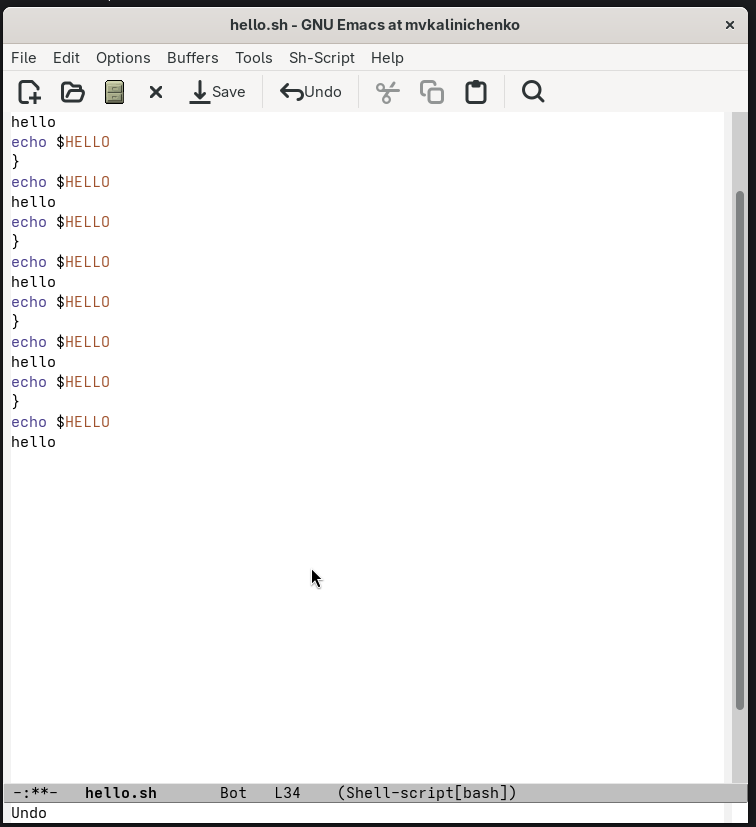 hello.sh - GNU Emacs at mvkalinichenko
File Edit Options Buffers Tools Sh-Script Help
Save Undo
hello
echo $HELLO
}
echo $HELLO
hello
echo $HELLO
}
echo $HELLO
hello
echo $HELLO
}
echo $HELLO
hello
echo $HELLO
}
echo $HELLO
hello
-:**- hello.sh Bot L34 (Shell-script[bash])
Undo